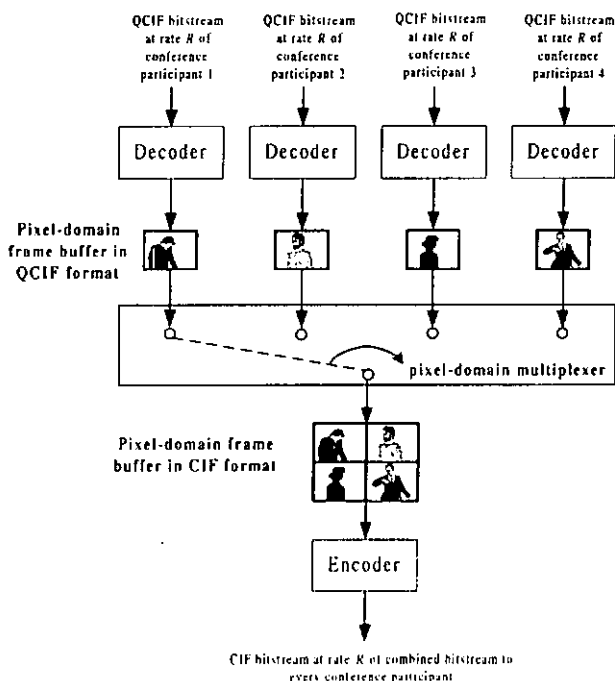 QCIF bitstream
at rate R of
conference
participant 1
QCIF bitstream
at rate R of
conference
participant 2
QCIF bitstream
at rate R of
conference
participant 3
QCIF bitstream
at rate R of
conference
participant 4
Decoder
Decoder
Decoder
Decoder
Pixel-domain
frame buffer in
QCIF format
pixel-domain multiplexer
Pixel-domain frame
buffer in CIF format
Encoder
CIF bitstream at rate R of combined bitstream to
every conference participant